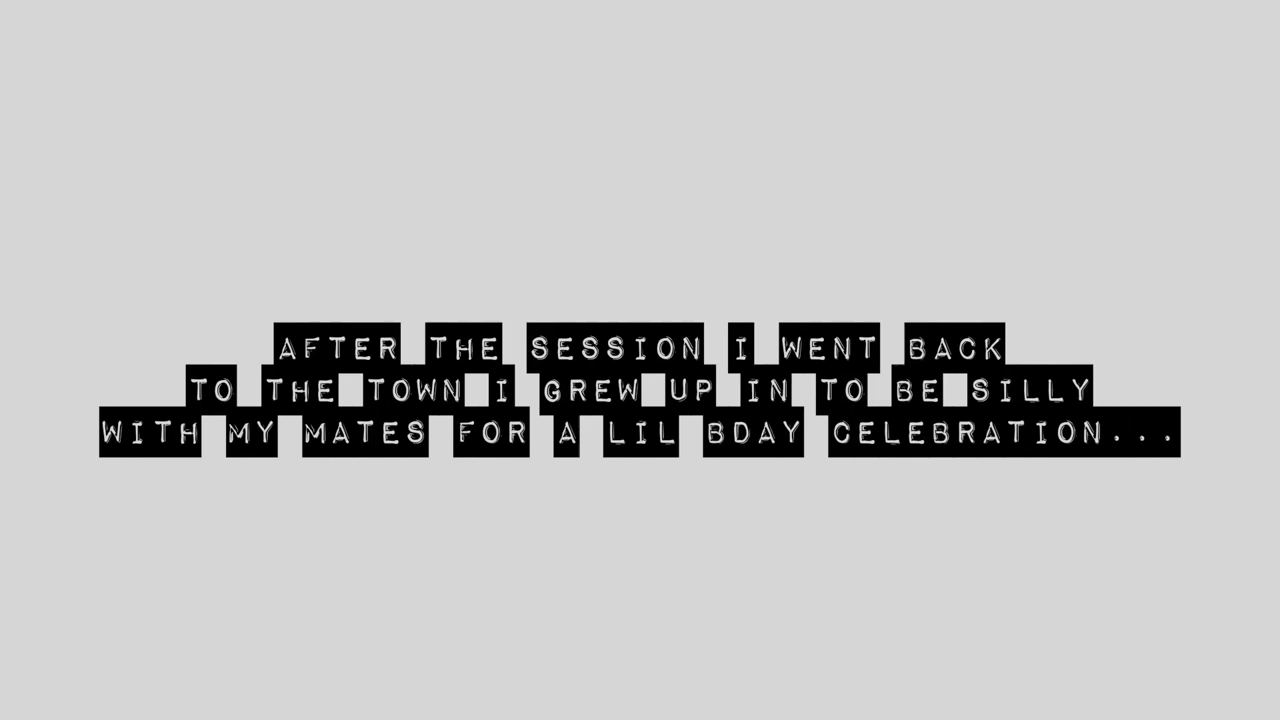 AFTER THE SESSION I WENT BACK
TO THE TOWN I GREW UP IN TO BE SILLY
WITH MY MATES FOR A LIL BDAY CELEBRATION...